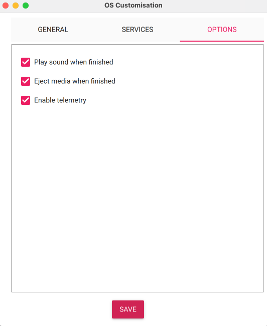 OS Customisation
GENERAL
SERVICES
OPTIONS
Play sound when finished
Eject media when finished
Enable telemetry
SAVE